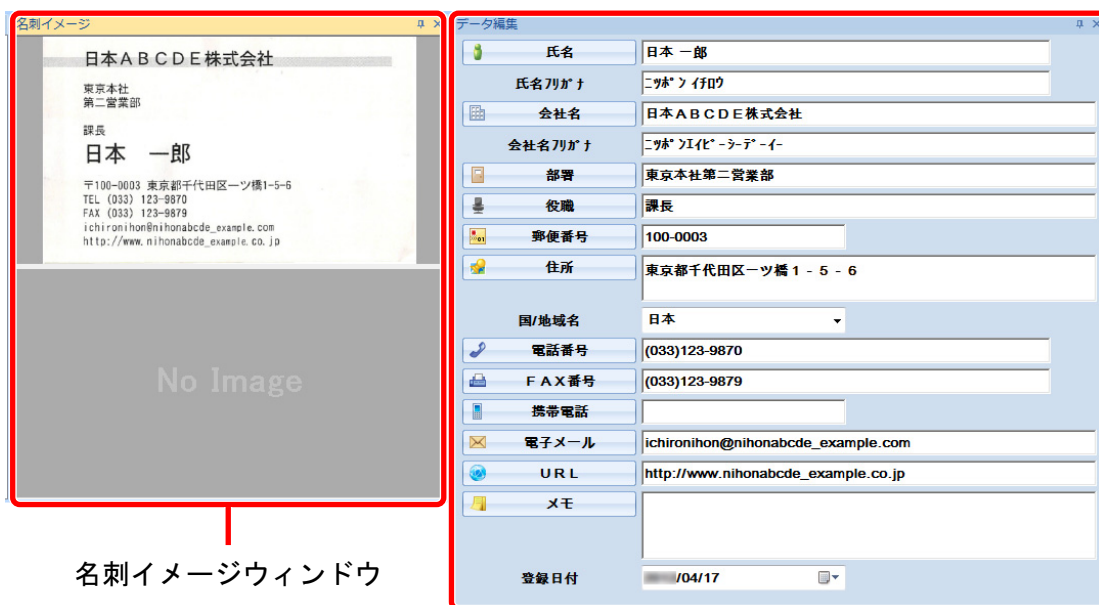 名刺イメージ
日本ABCDE株式会社
東京本社
第二営業部
課長
日本 一郎
〒100-0003 東京都千代田区一ツ橋1-5-6
TEL (033) 123-9870
FAX (033) 123-9879
ichironihon@nihonabcde_example.com
http://www.nihonabcde_example.co.jp
No Image
名刺イメージウィンドウ
データ編集
氏名 日本 一郎
氏名フリガナ ニッポン イチロウ
会社名 日本ABCDE株式会社
会社名フリガナ ニッポンエイビーシーディーイー
部署 東京本社第二営業部
役職 課長
郵便番号 100-0003
住所 東京都千代田区一ツ橋1-5-6
国/地域名 日本
電話番号 (033)123-9870
FAX番号 (033)123-9879
携帯電話
電子メール ichironihon@nihonabcde_example.com
URL http://www.nihonabcde_example.co.jp
メモ
登録日付 /04/17